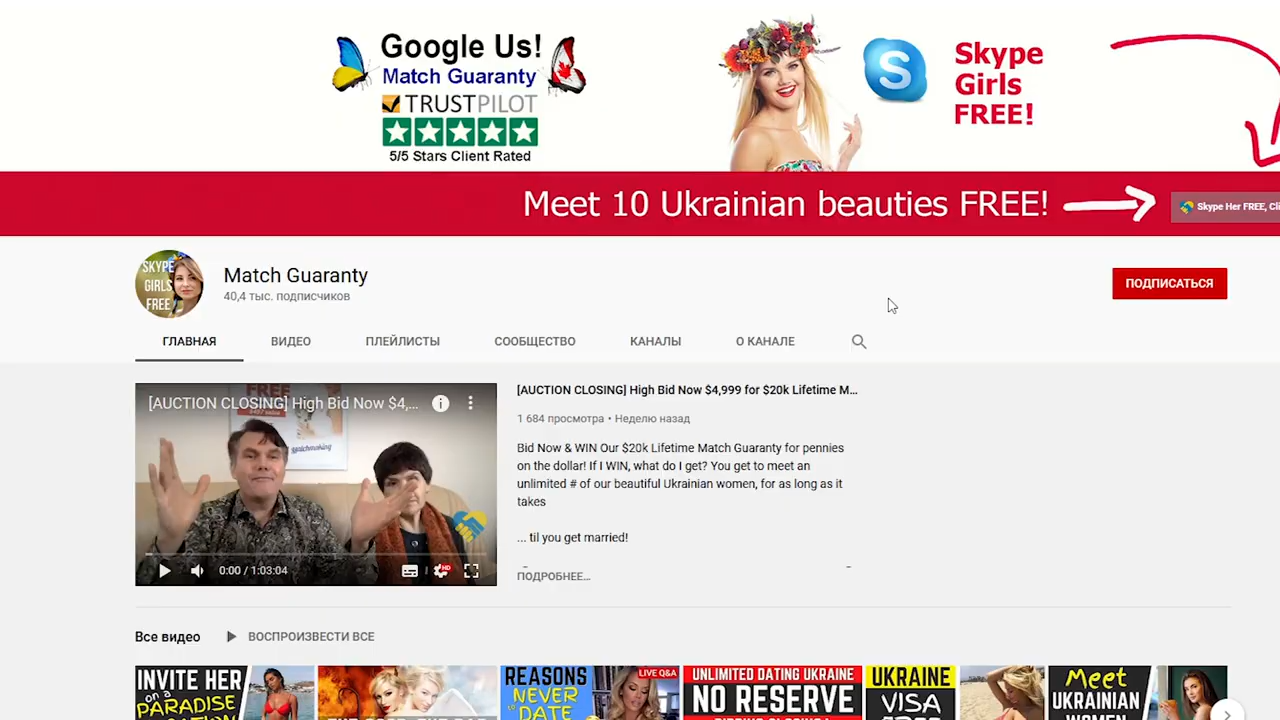 Google Us!
Match Guaranty
TRUSTPILOT
5/5 Stars Client Rated
Skype
Girls
FREE!
Meet 10 Ukrainian beauties FREE!
Skype Her FREE,
SKYPE
GIRLS
FREE
Match Guaranty
40,4 тыс. подписчиков
ПОДПИСАТЬСЯ
ГЛАВНАЯ
ВИДЕО
ПЛЕЙЛИСТЫ
СООБЩЕСТВО
КАНАЛЫ
О КАНАЛЕ
[AUCTION CLOSING] High Bid Now $4,...
FREE
0:00 / 1:03:04
HD
[AUCTION CLOSING] High Bid Now $4,999 for $20k Lifetime M...
1 684 просмотра • Неделю назад
Bid Now & WIN Our $20k Lifetime Match Guaranty for pennies
on the dollar! If I WIN, what do I get? You get to meet an
unlimited # of our beautiful Ukrainian women, for as long as it
takes
... til you get married!
ПОДРОБНЕЕ...
Все видео
ВОСПРОИЗВЕСТИ ВСЕ
INVITE HER
on a
PARADISE
REASONS
NEVER
to DATE
LIVE Q&A
UNLIMITED DATING UKRAINE
NO RESERVE
UKRAINE
VISA
Meet
UKRAINIAN
WOMEN